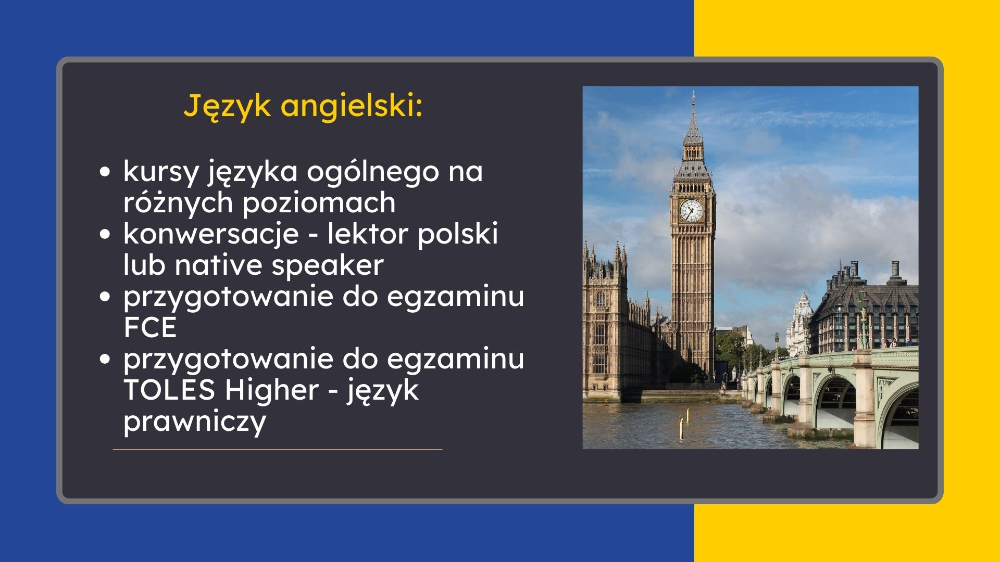 Język angielski:
• kursy języka ogólnego na
różnych poziomach
• konwersacje - lektor polski
lub native speaker
• przygotowanie do egzaminu
FCE
• przygotowanie do egzaminu
TOLES Higher - język
prawniczy